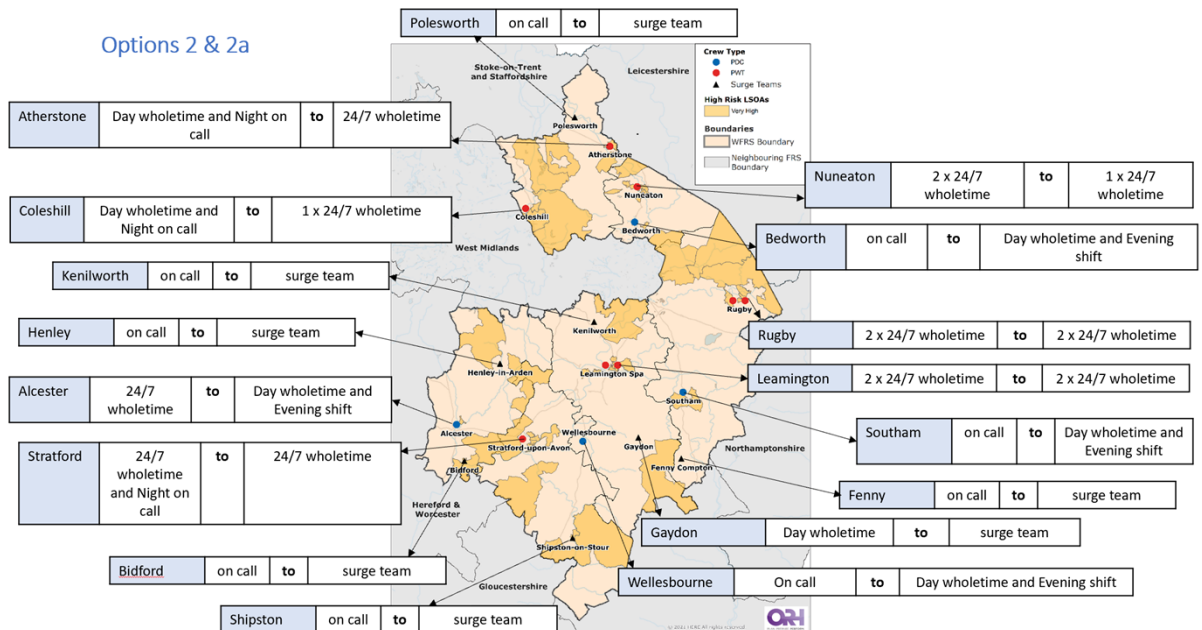 Options 2 & 2a
Polesworth on call to surge team
Atherstone Day wholetime and Night on
call to 24/7 wholetime
Coleshill Day wholetime and
Night on call to 1 x 24/7 wholetime
Kenilworth on call to surge team
Henley on call to surge team
Alcester 24/7
wholetime to Day wholetime and
Evening shift
Stratford 24/7
wholetime
and Night on
call to 24/7 wholetime
Bidford on call to surge team
Shipston on call to surge team
Nuneaton 2 x 24/7
wholetime to 1 x 24/7
wholetime
Bedworth on call to Day wholetime and Evening
shift
Rugby 2 x 24/7 wholetime to 2 x 24/7 wholetime
Leamington 2 x 24/7 wholetime to 2 x 24/7 wholetime
Southam on call to Day wholetime and
Evening shift
Fenny on call to surge team
Gaydon Day wholetime to surge team
Wellesbourne On call to Day wholetime and Evening shift
Crew Type
PDC
PWT
Surge Teams
High Risk LSOAs
Very High
Boundaries
WFRS Boundary
Neighbouring FRS
Boundary
Stoke-on-Trent
and Staffordshire
Leicestershire
Polesworth
Atherstone
Nuneaton
Coleshill
Bedworth
West Midlands
Rugby
Kenilworth
Henley-in-Arden
Leamington Spa
Southam
Alcester
Wellesbourne
Stratford-upon-Avon
Gaydon
Northamptonshire
Bidford
Fenny Compton
Hereford &
Worcester
Shipston-on-Stour
Gloucestershire
ORH